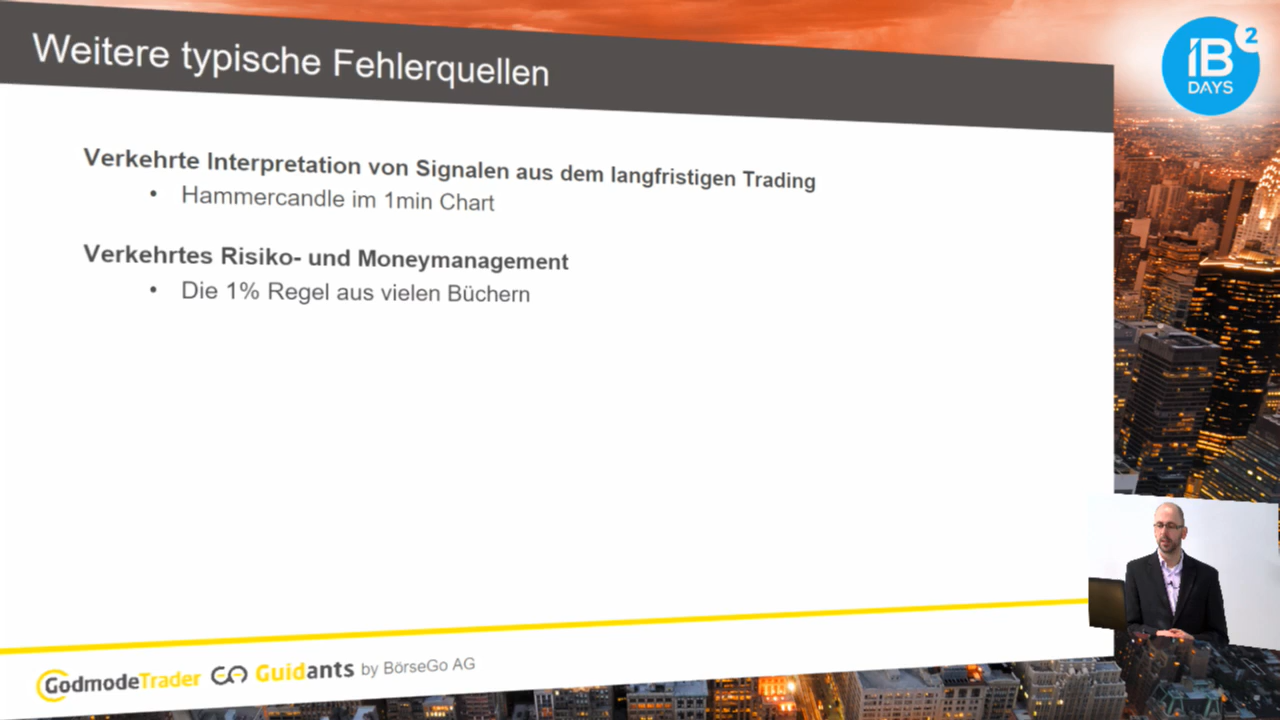 Weitere typische Fehlerquellen
IB 2
DAYS
Verkehrte Interpretation von Signalen aus dem langfristigen Trading
• Hammercandle im 1min Chart
Verkehrtes Risiko- und Moneymanagement
• Die 1% Regel aus vielen Büchern
GodmodeTrader Guidants by BörseGo AG